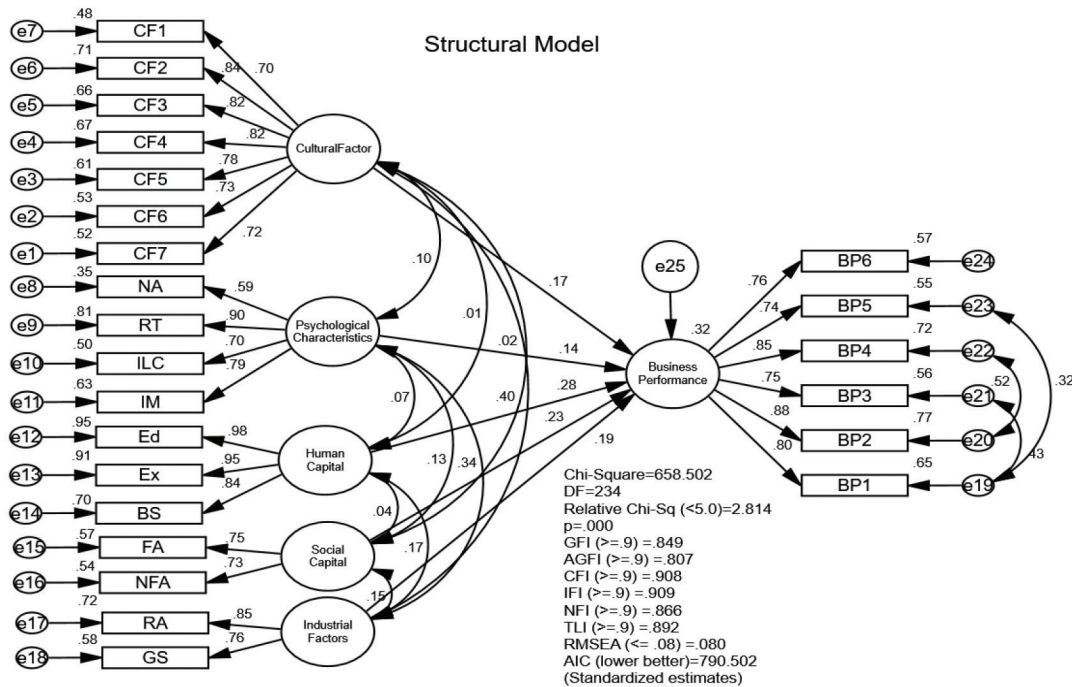 Structural Model
e7 .48 CF1
e6 .71 CF2
e5 .66 CF3
e4 .67 CF4
e3 .61 CF5
e2 .53 CF6
e1 .52 CF7
.70
.84
.82
.82
.78
.73
.72
CulturalFactor
e8 .35 NA
e9 .81 RT
e10 .50 ILC
e11 .63 IM
.59
.90
.70
.79
Psychological
Characteristics
e12 .95 Ed
e13 .91 Ex
e14 .70 BS
.98
.95
.84
Human
Capital
e15 .57 FA
e16 .54 NFA
.75
.73
Social
Capital
e17 .72 RA
e18 .58 GS
.85
.76
Industrial
Factors
.10
.01
.02
.40
.07
.13
.34
.04
.17
.15
.17
.14
.28
.23
.19
e25
.32
Business
Performance
.76
.74
.85
.75
.88
.80
BP6 .57 e24
BP5 .55 e23
BP4 .72 e22
BP3 .56 e21
BP2 .77 e20
BP1 .65 e19
.52
.32
.43
Chi-Square=658.502
DF=234
Relative Chi-Sq (<5.0)=2.814
p=.000
GFI (>=.9) =.849
AGFI (>=.9) =.807
CFI (>=.9) =.908
IFI (>=.9) =.909
NFI (>=.9) =.866
TLI (>=.9) =.892
RMSEA (<= .08) =.080
AIC (lower better)=790.502
(Standardized estimates)